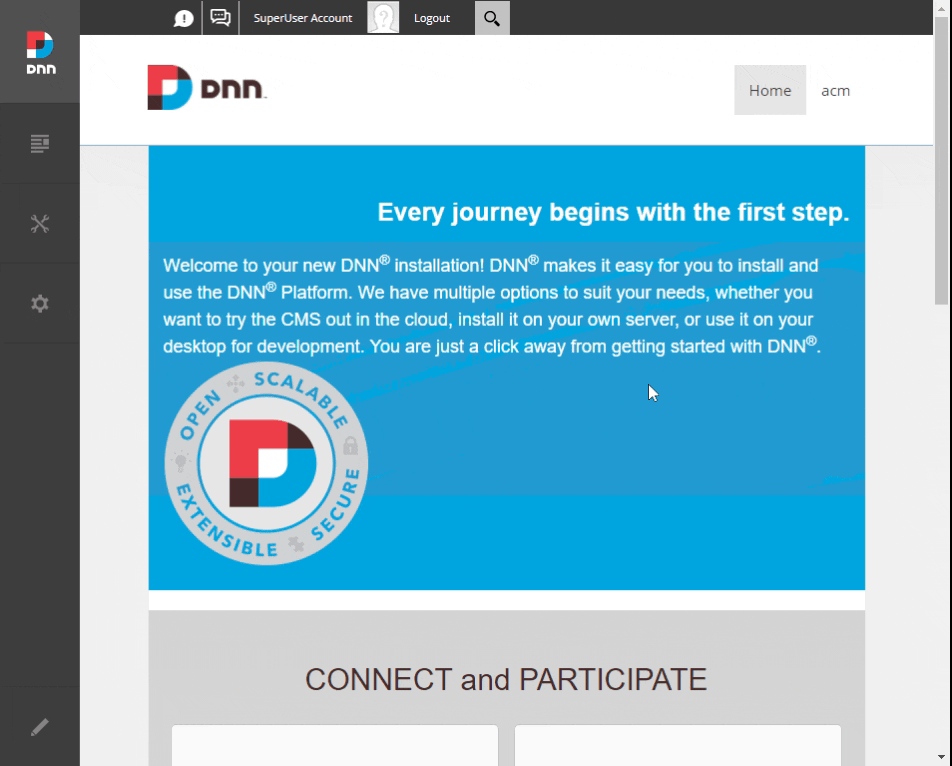 SuperUser Account
Logout
DNN
DNN
Home
acm
Every journey begins with the first step.
Welcome to your new DNN® installation! DNN® makes it easy for you to install and
use the DNN® Platform. We have multiple options to suit your needs, whether you
want to try the CMS out in the cloud, install it on your own server, or use it on your
desktop for development. You are just a click away from getting started with DNN®.
OPEN
SCALABLE
EXTENSIBLE
SECURE
CONNECT and PARTICIPATE